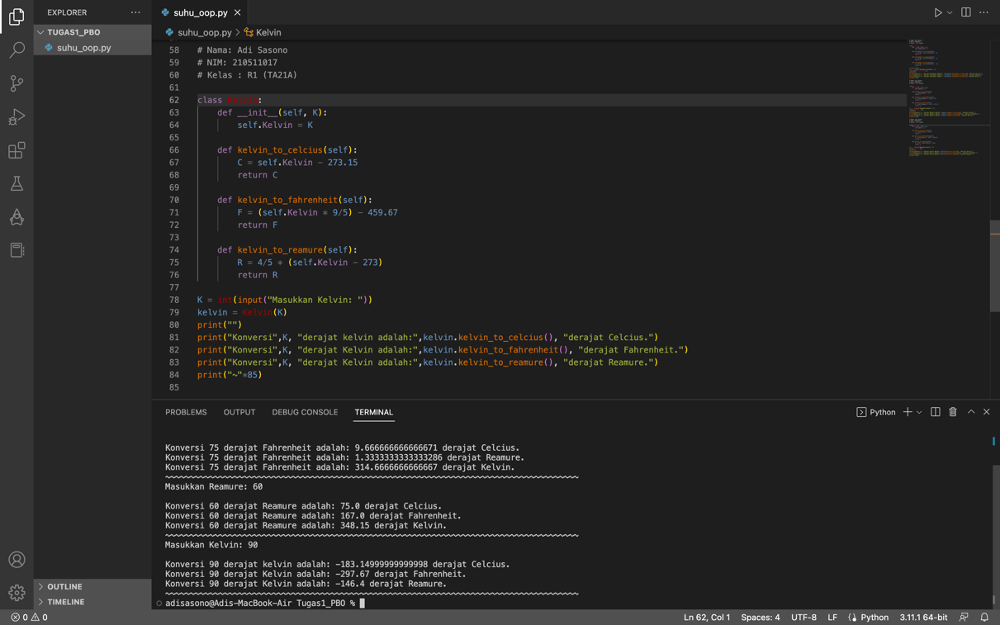 EXPLORER
TUGAS1_PBO
suhu_oop.py
OUTLINE
TIMELINE
suhu_oop.py
suhu_oop.py > Kelvin
58 # Nama: Adi Sasono
59 # NIM: 210511031
60 # Kelas : R1 (TA21A)
61
62 class Kelvin:
63 def __init__(self, K):
64 self.Kelvin = K
65
66 def kelvin_to_celcius(self):
67 C = self.Kelvin - 273.15
68 return C
69
70 def kelvin_to_fahrenheit(self):
71 F = (self.Kelvin * 9/5) - 459.67
72 return F
73
74 def kelvin_to_reamure(self):
75 R = 4/5 * (self.Kelvin - 273)
76 return R
77
78 K = int(input("Masukkan Kelvin: "))
79 kelvin = Kelvin(K)
80 print("")
81 print("Konversi",K, "derajat kelvin adalah:",kelvin.kelvin_to_celcius(), "derajat Celcius.")
82 print("Konversi",K, "derajat Kelvin adalah:",kelvin.kelvin_to_fahrenheit(), "derajat Fahrenheit.")
83 print("Konversi",K, "derajat Kelvin adalah:",kelvin.kelvin_to_reamure(), "derajat Reamure.")
84 print("~"*85)
85
PROBLEMS OUTPUT DEBUG CONSOLE TERMINAL Python
Konversi 75 derajat Fahrenheit adalah: 9.666666666666671 derajat Celcius.
Konversi 75 derajat Fahrenheit adalah: 1.3333333333333286 derajat Reamure.
Konversi 75 derajat Fahrenheit adalah: 314.6666666666667 derajat Kelvin.
~~~~~~~~~~~~~~~~~~~~~~~~~~~~~~~~~~~~~~~~~~~~~~~~~~~~~~~~~~~~~~~~~~~~~~~~~~~~~~~~~~~~~
Masukkan Reamure: 60
Konversi 60 derajat Reamure adalah: 75.0 derajat Celcius.
Konversi 60 derajat Reamure adalah: 167.0 derajat Fahrenheit.
Konversi 60 derajat Reamure adalah: 348.15 derajat Kelvin.
~~~~~~~~~~~~~~~~~~~~~~~~~~~~~~~~~~~~~~~~~~~~~~~~~~~~~~~~~~~~~~~~~~~~~~~~~~~~~~~~~~~~~
Masukkan Kelvin: 90
Konversi 90 derajat kelvin adalah: -183.14999999999998 derajat Celcius.
Konversi 90 derajat Kelvin adalah: -297.67 derajat Fahrenheit.
Konversi 90 derajat Kelvin adalah: -146.4 derajat Reamure.
~~~~~~~~~~~~~~~~~~~~~~~~~~~~~~~~~~~~~~~~~~~~~~~~~~~~~~~~~~~~~~~~~~~~~~~~~~~~~~~~~~~~~
adisasono@Adis-MacBook-Air Tugas1_PBO %
0 0 Ln 62, Col 1 Spaces: 4 UTF-8 LF Python 3.11.1 64-bit